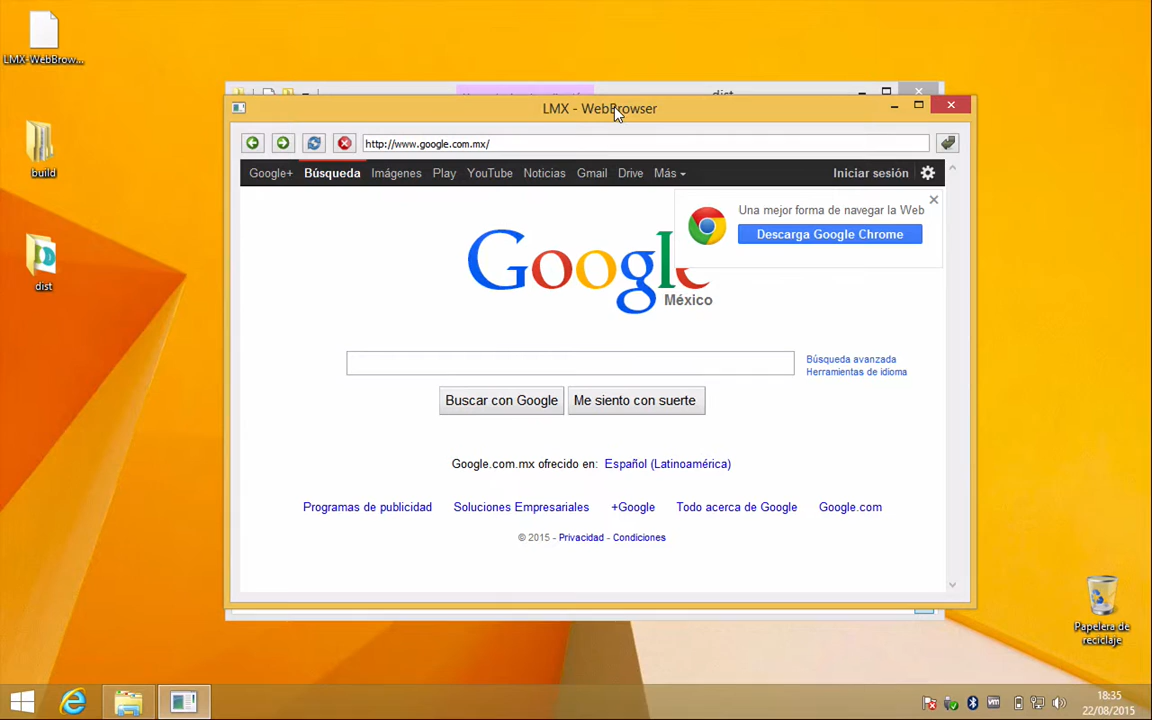 LMX-WebBrow...
build
dist
dist
LMX - WebBrowser
http://www.google.com.mx/
Google+ Búsqueda Imágenes Play YouTube Noticias Gmail Drive Más Iniciar sesión
Una mejor forma de navegar la Web
Descarga Google Chrome
Google
México
Búsqueda avanzada
Herramientas de idioma
Buscar con Google Me siento con suerte
Google.com.mx ofrecido en: Español (Latinoamérica)
Programas de publicidad Soluciones Empresariales +Google Todo acerca de Google Google.com
© 2015 - Privacidad - Condiciones
Papelera de
reciclaje
18:35
22/08/2015